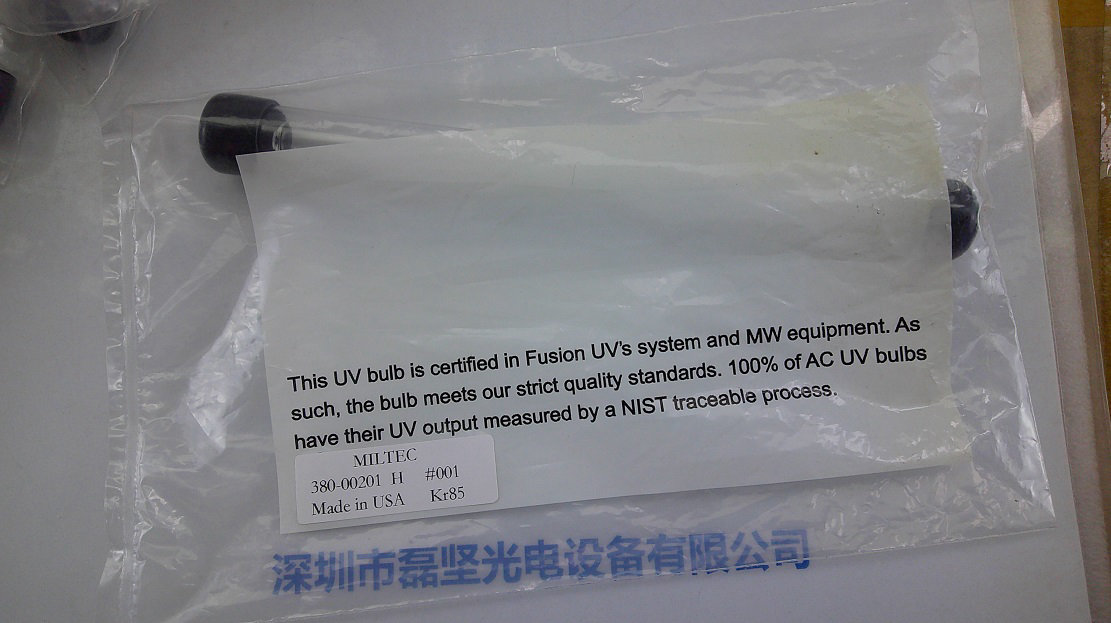 This UV bulb is certified in Fusion UV's system and MW equipment. As
such, the bulb meets our strict quality standards. 100% of AC UV bulbs
have their UV output measured by a NIST traceable process.
MILTEC
380-00201 H #001
Made in USA Kr85
深圳市磊坚光电设备有限公司